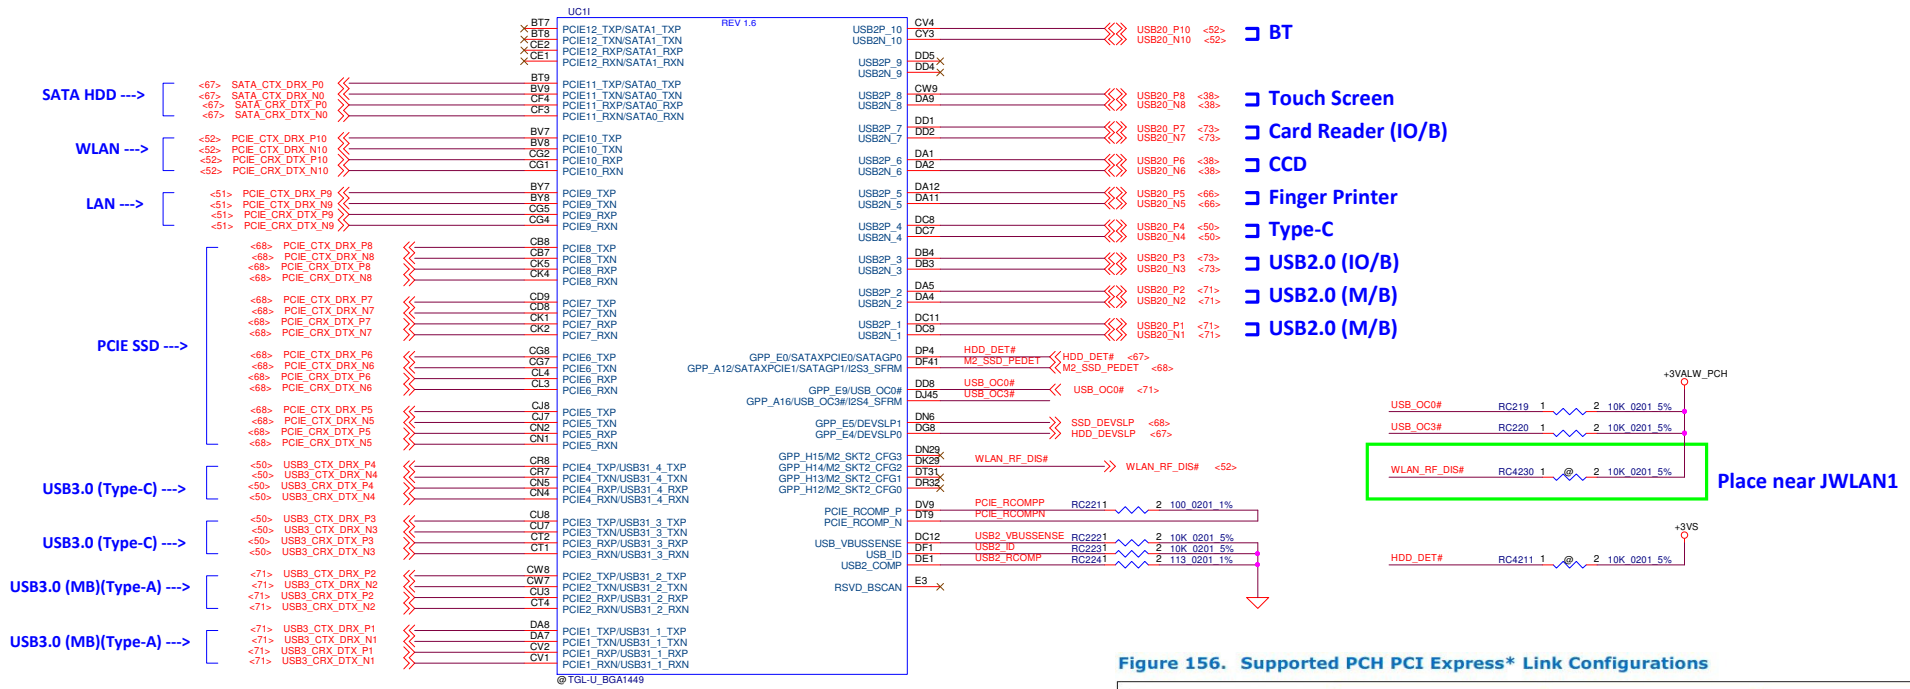 UC1I
REV 1.6
BT7 PCIE12_TXP/SATA1_TXP
BT8 PCIE12_TXN/SATA1_TXN
CE2 PCIE12_RXP/SATA1_RXP
CE1 PCIE12_RXN/SATA1_RXN
SATA HDD --->
<67> SATA_CTX_DRX_P0 BT9 PCIE11_TXP/SATA0_TXP
<67> SATA_CTX_DRX_N0 BV9 PCIE11_TXN/SATA0_TXN
<67> SATA_CRX_DTX_P0 CF4 PCIE11_RXP/SATA0_RXP
<67> SATA_CRX_DTX_N0 CF3 PCIE11_RXN/SATA0_RXN
WLAN --->
<52> PCIE_CTX_DRX_P10 BV7 PCIE10_TXP
<52> PCIE_CTX_DRX_N10 BV8 PCIE10_TXN
<52> PCIE_CRX_DTX_P10 CG2 PCIE10_RXP
<52> PCIE_CRX_DTX_N10 CG1 PCIE10_RXN
LAN --->
<51> PCIE_CTX_DRX_P9 BY7 PCIE9_TXP
<51> PCIE_CTX_DRX_N9 BY8 PCIE9_TXN
<51> PCIE_CRX_DTX_P9 CG5 PCIE9_RXP
<51> PCIE_CRX_DTX_N9 CG4 PCIE9_RXN
PCIE SSD --->
<68> PCIE_CTX_DRX_P8 CB8 PCIE8_TXP
<68> PCIE_CTX_DRX_N8 CB7 PCIE8_TXN
<68> PCIE_CRX_DTX_P8 CK5 PCIE8_RXP
<68> PCIE_CRX_DTX_N8 CK4 PCIE8_RXN
<68> PCIE_CTX_DRX_P7 CD9 PCIE7_TXP
<68> PCIE_CTX_DRX_N7 CD8 PCIE7_TXN
<68> PCIE_CRX_DTX_P7 CK1 PCIE7_RXP
<68> PCIE_CRX_DTX_N7 CK2 PCIE7_RXN
<68> PCIE_CTX_DRX_P6 CG8 PCIE6_TXP
<68> PCIE_CTX_DRX_N6 CG7 PCIE6_TXN
<68> PCIE_CRX_DTX_P6 CL4 PCIE6_RXP
<68> PCIE_CRX_DTX_N6 CL3 PCIE6_RXN
<68> PCIE_CTX_DRX_P5 CJ8 PCIE5_TXP
<68> PCIE_CTX_DRX_N5 CJ7 PCIE5_TXN
<68> PCIE_CRX_DTX_P5 CN2 PCIE5_RXP
<68> PCIE_CRX_DTX_N5 CN1 PCIE5_RXN
USB3.0 (Type-C) --->
<50> USB3_CTX_DRX_P4 CR8 PCIE4_TXP/USB31_4_TXP
<50> USB3_CTX_DRX_N4 CR7 PCIE4_TXN/USB31_4_TXN
<50> USB3_CRX_DTX_P4 CN5 PCIE4_RXP/USB31_4_RXP
<50> USB3_CRX_DTX_N4 CN4 PCIE4_RXN/USB31_4_RXN
USB3.0 (Type-C) --->
<50> USB3_CTX_DRX_P3 CU8 PCIE3_TXP/USB31_3_TXP
<50> USB3_CTX_DRX_N3 CU7 PCIE3_TXN/USB31_3_TXN
<50> USB3_CRX_DTX_P3 CT2 PCIE3_RXP/USB31_3_RXP
<50> USB3_CRX_DTX_N3 CT1 PCIE3_RXN/USB31_3_RXN
USB3.0 (MB)(Type-A) --->
<71> USB3_CTX_DRX_P2 CW8 PCIE2_TXP/USB31_2_TXP
<71> USB3_CTX_DRX_N2 CW7 PCIE2_TXN/USB31_2_TXN
<71> USB3_CRX_DTX_P2 CU3 PCIE2_RXP/USB31_2_RXP
<71> USB3_CRX_DTX_N2 CT4 PCIE2_RXN/USB31_2_RXN
USB3.0 (MB)(Type-A) --->
<71> USB3_CTX_DRX_P1 DA8 PCIE1_TXP/USB31_1_TXP
<71> USB3_CTX_DRX_N1 DA7 PCIE1_TXN/USB31_1_TXN
<71> USB3_CRX_DTX_P1 CV2 PCIE1_RXP/USB31_1_RXP
<71> USB3_CRX_DTX_N1 CV1 PCIE1_RXN/USB31_1_RXN
@ TGL-U_BGA1449
USB2P_10 CV4 USB20_P10 <52>
USB2N_10 CY3 USB20_N10 <52>
BT
USB2P_9 DD5
USB2N_9 DD4
USB2P_8 CW9 USB20_P8 <38>
USB2N_8 DA9 USB20_N8 <38>
Touch Screen
USB2P_7 DD1 USB20_P7 <73>
USB2N_7 DD2 USB20_N7 <73>
Card Reader (IO/B)
USB2P_6 DA1 USB20_P6 <38>
USB2N_6 DA2 USB20_N6 <38>
CCD
USB2P_5 DA12 USB20_P5 <66>
USB2N_5 DA11 USB20_N5 <66>
Finger Printer
USB2P_4 DC8 USB20_P4 <50>
USB2N_4 DC7 USB20_N4 <50>
Type-C
USB2P_3 DB4 USB20_P3 <73>
USB2N_3 DB3 USB20_N3 <73>
USB2.0 (IO/B)
USB2P_2 DA5 USB20_P2 <71>
USB2N_2 DA4 USB20_N2 <71>
USB2.0 (M/B)
USB2P_1 DC11 USB20_P1 <71>
USB2N_1 DC9 USB20_N1 <71>
USB2.0 (M/B)
GPP_E0/SATAXPCIE0/SATAGP0 DP4 HDD_DET# HDD_DET# <67>
GPP_A12/SATAXPCIE1/SATAGP1/I2S3_SFRM DF41 M2_SSD_PEDET M2_SSD_PEDET <68>
GPP_E9/USB_OC0# DD8 USB_OC0# USB_OC0# <71>
GPP_A16/USB_OC3#/I2S4_SFRM DJ45 USB_OC3#
GPP_E5/DEVSLP1 DN6 SSD_DEVSLP <68>
GPP_E4/DEVSLP0 DG8 HDD_DEVSLP <67>
GPP_H15/M2_SKT2_CFG3 DN29
GPP_H14/M2_SKT2_CFG2 DK29 WLAN_RF_DIS# WLAN_RF_DIS# <52>
GPP_H13/M2_SKT2_CFG1 DT31
GPP_H12/M2_SKT2_CFG0 DR32
PCIE_RCOMP_P DV9 PCIE_RCOMPP RC221 1 2 100_0201_1%
PCIE_RCOMP_N DT9 PCIE_RCOMPN
USB_VBUSSENSE DC12 USB2_VBUSSENSE RC222 1 2 10K_0201_5%
USB_ID DF1 USB2_ID RC223 1 2 10K_0201_5%
USB2_COMP DE1 USB2_RCOMP RC224 1 2 113_0201_1%
RSVD_BSCAN E3
+3VALW_PCH
USB_OC0# RC219 1 2 10K_0201_5%
USB_OC3# RC220 1 2 10K_0201_5%
WLAN_RF_DIS# RC4230 1 @ 2 10K_0201_5%
Place near JWLAN1
+3VS
HDD_DET# RC4211 1 @ 2 10K_0201_5%
Figure 156. Supported PCH PCI Express* Link Configurations